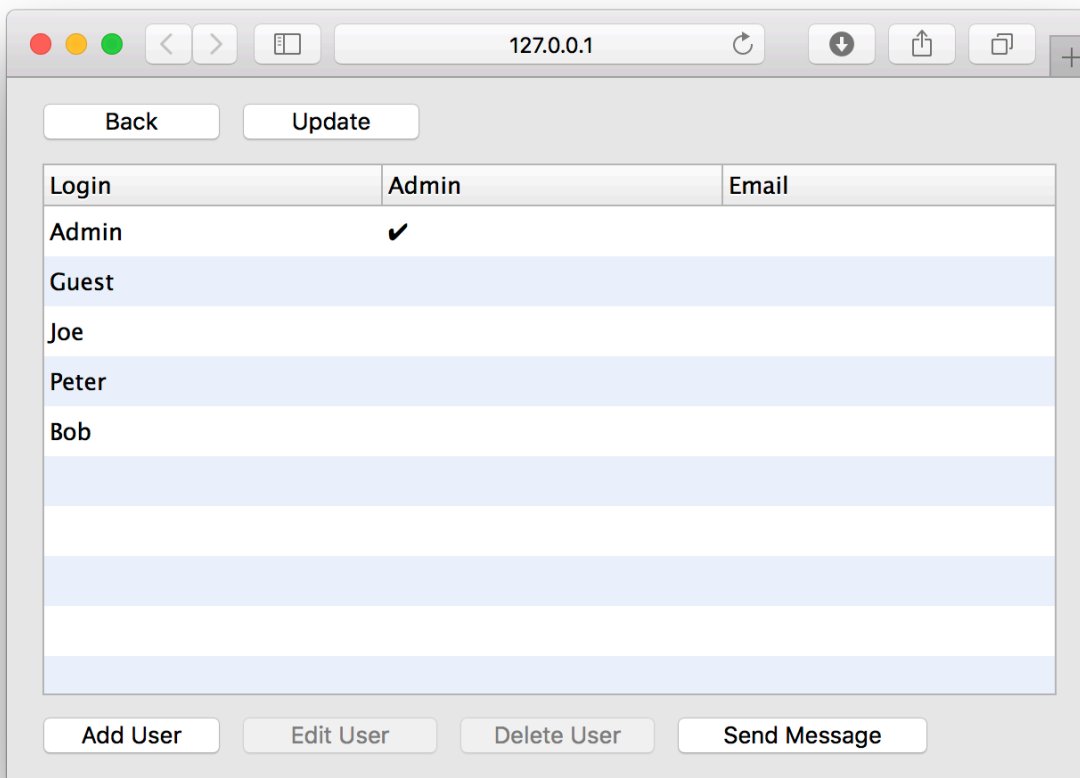 127.0.0.1
Back Update
Login Admin Email
Admin ✔
Guest
Joe
Peter
Bob
Add User Edit User Delete User Send Message